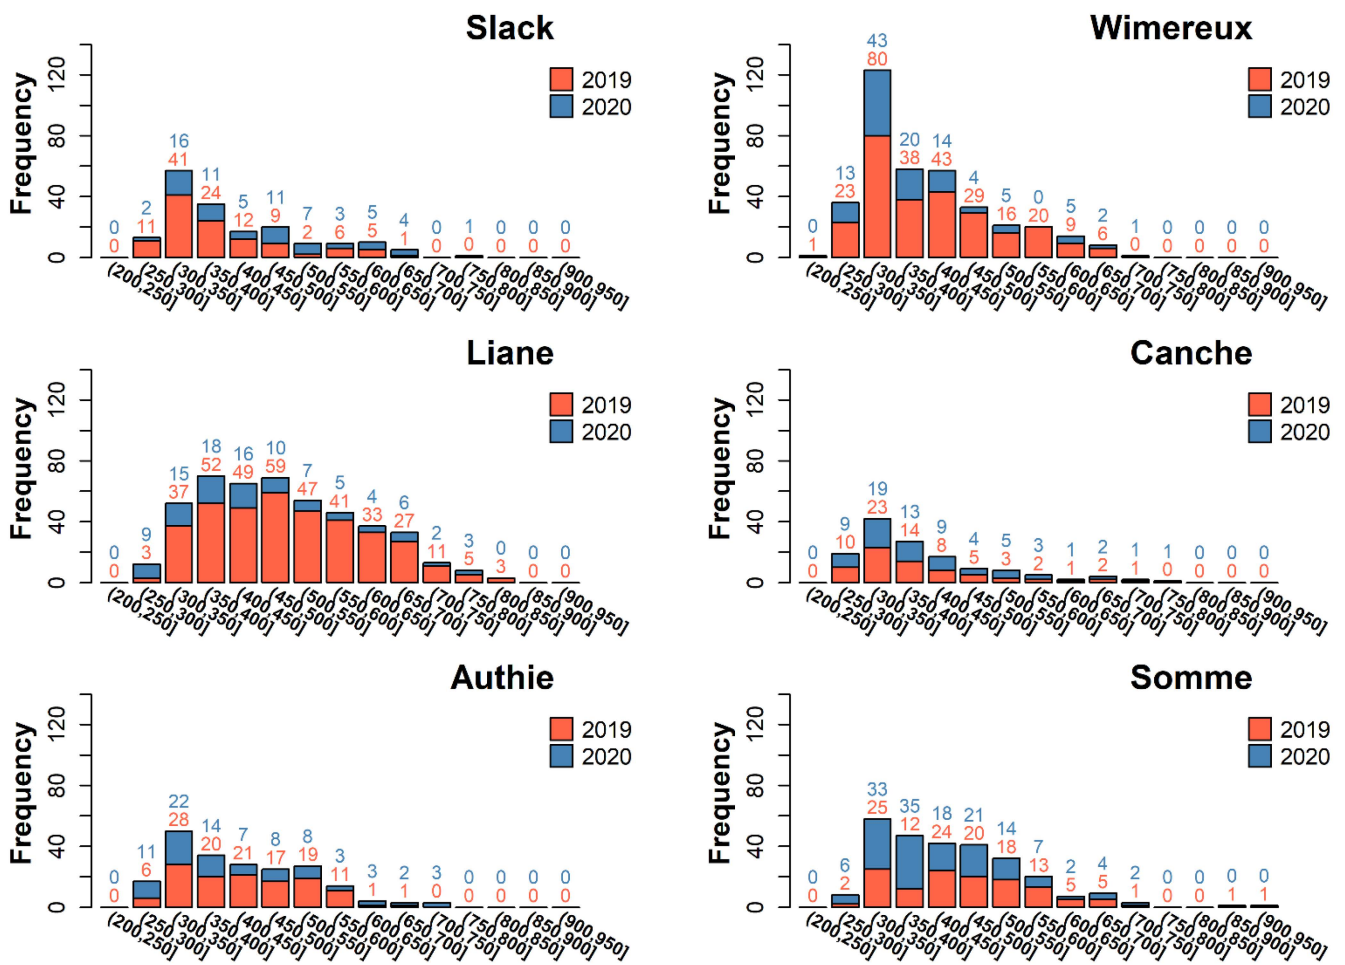 Slack
Frequency
0 40 80 120
2019
2020
0 2 16 11 5 11 7 3 5 4 0 1 0 0 0
0 11 41 24 12 9 2 6 5 1 0 0 0 0 0
(200,250] (250,300] (300,350] (350,400] (400,450] (450,500] (500,550] (550,600] (600,650] (650,700] (700,750] (750,800] (800,850] (850,900] (900,950]
Wimereux
Frequency
0 40 80 120
2019
2020
0 13 43 20 14 4 5 0 5 2 1 0 0 0 0
1 23 80 38 43 29 16 20 9 6 0 0 0 0 0
(200,250] (250,300] (300,350] (350,400] (400,450] (450,500] (500,550] (550,600] (600,650] (650,700] (700,750] (750,800] (800,850] (850,900] (900,950]
Liane
Frequency
0 40 80 120
2019
2020
0 9 15 18 16 10 7 5 4 6 2 3 0 0 0
0 3 37 52 49 59 47 41 33 27 11 5 3 0 0
(200,250] (250,300] (300,350] (350,400] (400,450] (450,500] (500,550] (550,600] (600,650] (650,700] (700,750] (750,800] (800,850] (850,900] (900,950]
Canche
Frequency
0 40 80 120
2019
2020
0 9 19 13 9 4 5 3 1 2 1 1 0 0 0
0 10 23 14 8 5 3 2 1 2 1 0 0 0 0
(200,250] (250,300] (300,350] (350,400] (400,450] (450,500] (500,550] (550,600] (600,650] (650,700] (700,750] (750,800] (800,850] (850,900] (900,950]
Authie
Frequency
0 40 80 120
2019
2020
0 11 22 14 7 8 8 3 3 2 3 0 0 0 0
0 6 28 20 21 17 19 11 1 1 0 0 0 0 0
(200,250] (250,300] (300,350] (350,400] (400,450] (450,500] (500,550] (550,600] (600,650] (650,700] (700,750] (750,800] (800,850] (850,900] (900,950]
Somme
Frequency
0 40 80 120
2019
2020
0 6 33 35 18 21 14 7 2 4 2 0 0 0 0
0 2 25 12 24 20 18 13 5 5 1 0 0 1 1
(200,250] (250,300] (300,350] (350,400] (400,450] (450,500] (500,550] (550,600] (600,650] (650,700] (700,750] (750,800] (800,850] (850,900] (900,950]